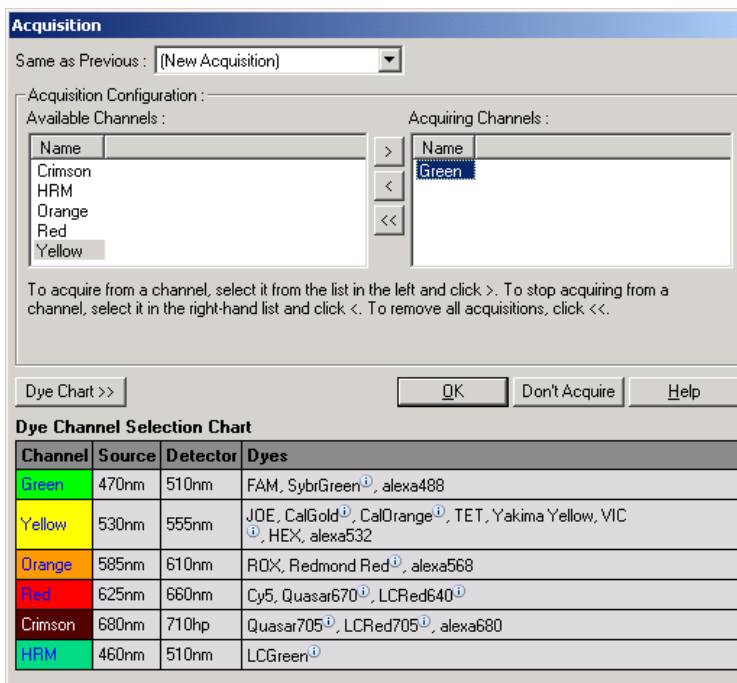 Acquisition
Same as Previous : (New Acquisition)
Acquisition Configuration :
Available Channels :
Name
Crimson
HRM
Orange
Red
Yellow
>
<
<<
Acquiring Channels :
Name
Green
To acquire from a channel, select it from the list in the left and click >. To stop acquiring from a
channel, select it in the right-hand list and click <. To remove all acquisitions, click <<.
Dye Chart >> OK Don't Acquire Help
Dye Channel Selection Chart
Channel Source Detector Dyes
Green 470nm 510nm FAM, SybrGreen(i), alexa488
Yellow 530nm 555nm JOE, CalGold(i), CalOrange(i), TET, Yakima Yellow, VIC
(i), HEX, alexa532
Orange 585nm 610nm ROX, Redmond Red(i), alexa568
Red 625nm 660nm Cy5, Quasar670(i), LCRed640(i)
Crimson 680nm 710hp Quasar705(i), LCRed705(i), alexa680
HRM 460nm 510nm LCGreen(i)